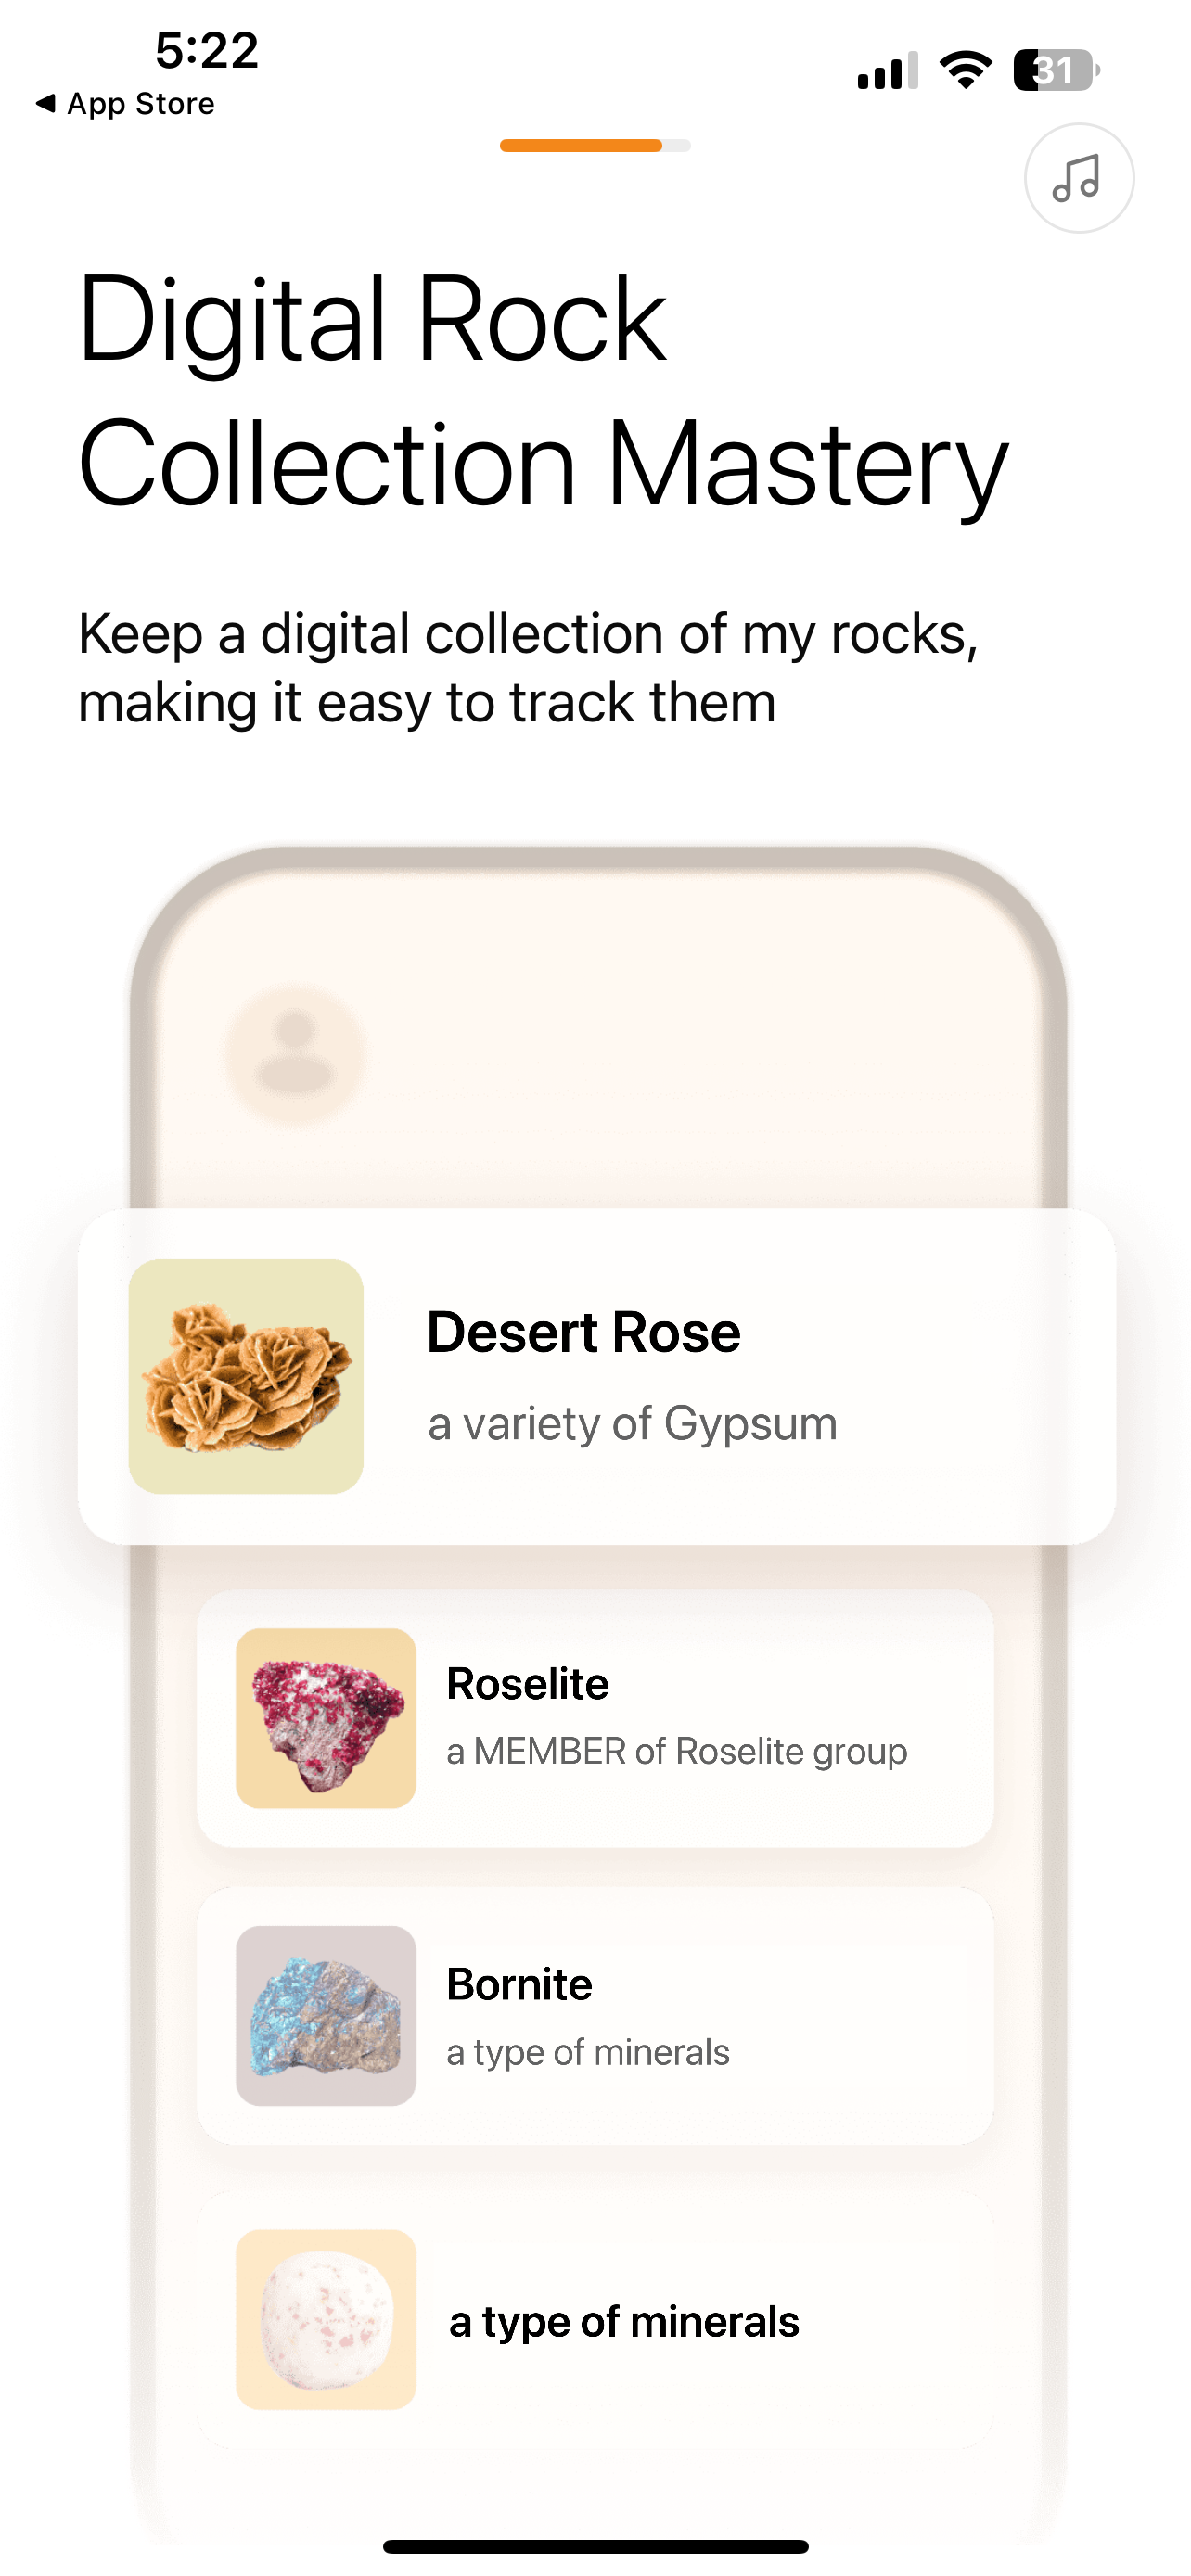 5:22
31
◀ App Store
Digital Rock
Collection Mastery
Keep a digital collection of my rocks,
making it easy to track them
Desert Rose
a variety of Gypsum
Roselite
a MEMBER of Roselite group
Bornite
a type of minerals
a type of minerals